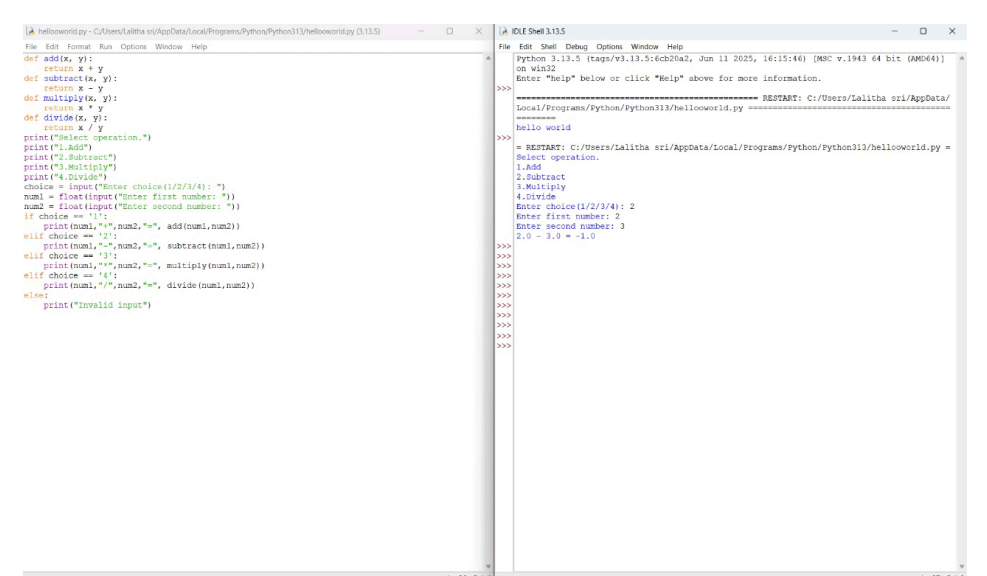 hellooworld.py - C:/Users/Lalitha sri/AppData/Local/Programs/Python/Python313/hellooworld.py (3.13.5)
File Edit Format Run Options Window Help
def add(x, y):
    return x + y
def subtract(x, y):
    return x - y
def multiply(x, y):
    return x * y
def divide(x, y):
    return x / y
print("Select operation.")
print("1.Add")
print("2.Subtract")
print("3.Multiply")
print("4.Divide")
choice = input("Enter choice(1/2/3/4): ")
num1 = float(input("Enter first number: "))
num2 = float(input("Enter second number: "))
if choice == '1':
    print(num1,"+",num2,"=", add(num1,num2))
elif choice == '2':
    print(num1,"-",num2,"=", subtract(num1,num2))
elif choice == '3':
    print(num1,"*",num2,"=", multiply(num1,num2))
elif choice == '4':
    print(num1,"/",num2,"=", divide(num1,num2))
else:
    print("Invalid input")
IDLE Shell 3.13.5
File Edit Shell Debug Options Window Help
Python 3.13.5 (tags/v3.13.5:6cb20a2, Jun 11 2025, 16:15:46) [MSC v.1943 64 bit (AMD64)]
on win32
Enter "help" below or click "Help" above for more information.
>>>
================================================ RESTART: C:/Users/Lalitha sri/AppData/
Local/Programs/Python/Python313/hellooworld.py ========================================
========
hello world
>>>
= RESTART: C:/Users/Lalitha sri/AppData/Local/Programs/Python/Python313/hellooworld.py =
Select operation.
1.Add
2.Subtract
3.Multiply
4.Divide
Enter choice(1/2/3/4): 2
Enter first number: 2
Enter second number: 3
2.0 - 3.0 = -1.0
>>>
>>>
>>>
>>>
>>>
>>>
>>>
>>>
>>>
>>>
>>>